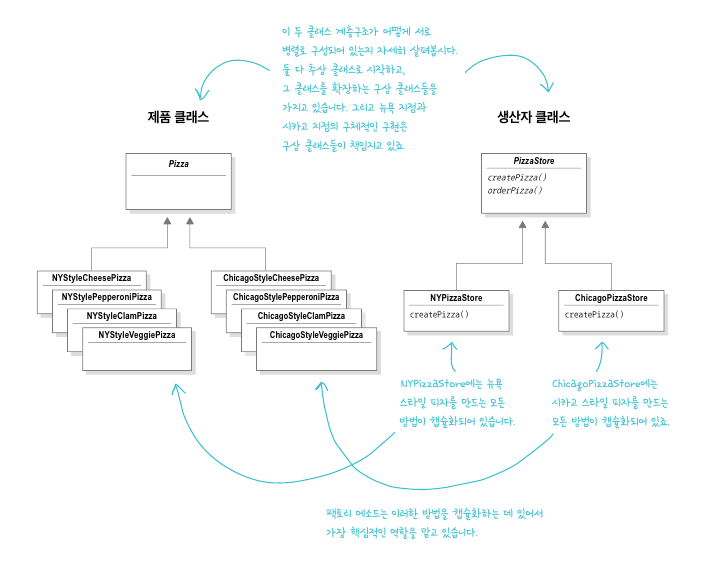 이 두 클래스 계층구조가 어떻게 서로
병렬로 구성되어 있는지 자세히 살펴봅시다.
둘 다 추상 클래스로 시작하고,
그 클래스를 확장하는 구상 클래스들을
가지고 있습니다. 그리고 뉴욕 지점과
시카고 지점의 구체적인 구현은
구상 클래스들이 책임지고 있죠.
제품 클래스
생산자 클래스
Pizza
PizzaStore
createPizza()
orderPizza()
NYStyleCheesePizza
NYStylePepperoniPizza
NYStyleClamPizza
NYStyleVeggiePizza
ChicagoStyleCheesePizza
ChicagoStylePepperoniPizza
ChicagoStyleClamPizza
ChicagoStyleVeggiePizza
NYPizzaStore
createPizza()
ChicagoPizzaStore
createPizza()
NYPizzaStore에는 뉴욕
스타일 피자를 만드는 모든
방법이 캡슐화되어 있습니다.
ChicagoPizzaStore에는
시카고 스타일 피자를 만드는
모든 방법이 캡슐화되어 있죠.
팩토리 메소드는 이러한 방법을 캡슐화하는 데 있어서
가장 핵심적인 역할을 맡고 있습니다.